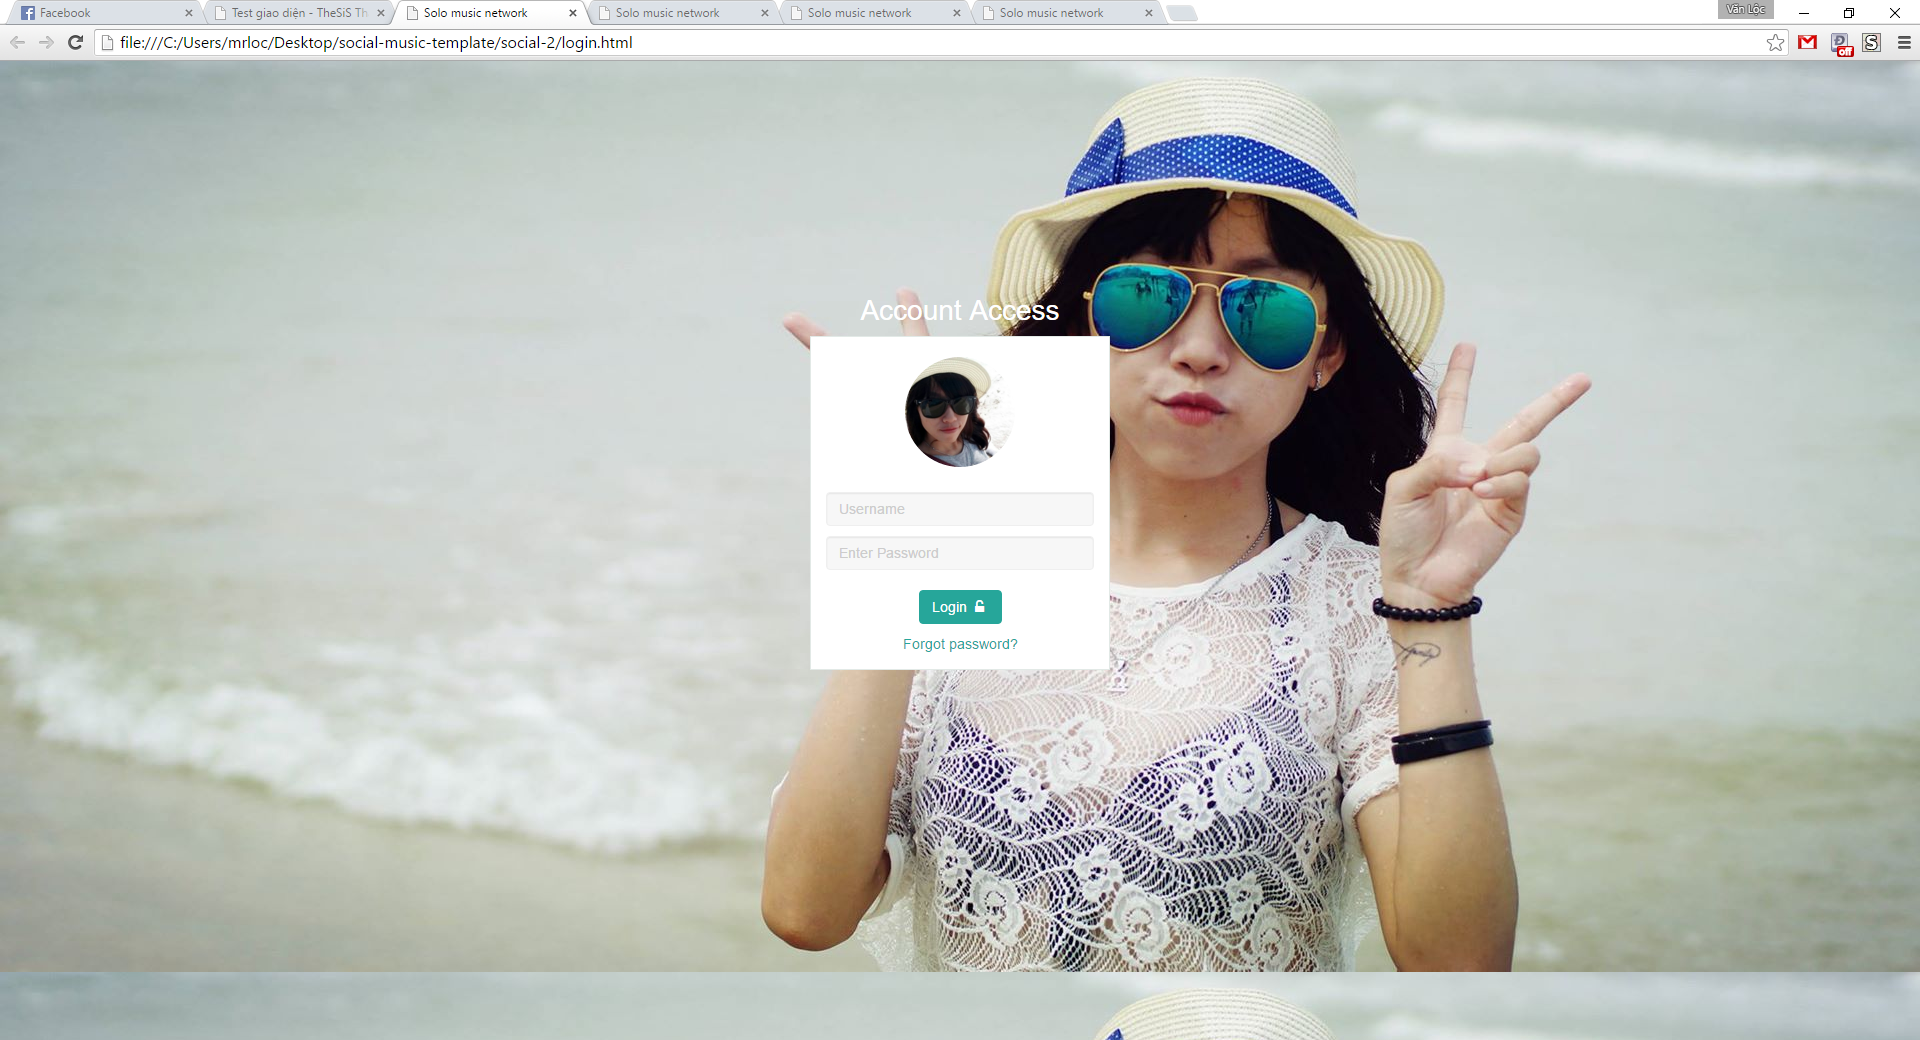 Facebook
Test giao diện - TheSiS Th
Solo music network
Solo music network
Solo music network
Solo music network
Văn Lộc
file:///C:/Users/mrloc/Desktop/social-music-template/social-2/login.html
off
S
Account Access
Username
Enter Password
Login
Forgot password?